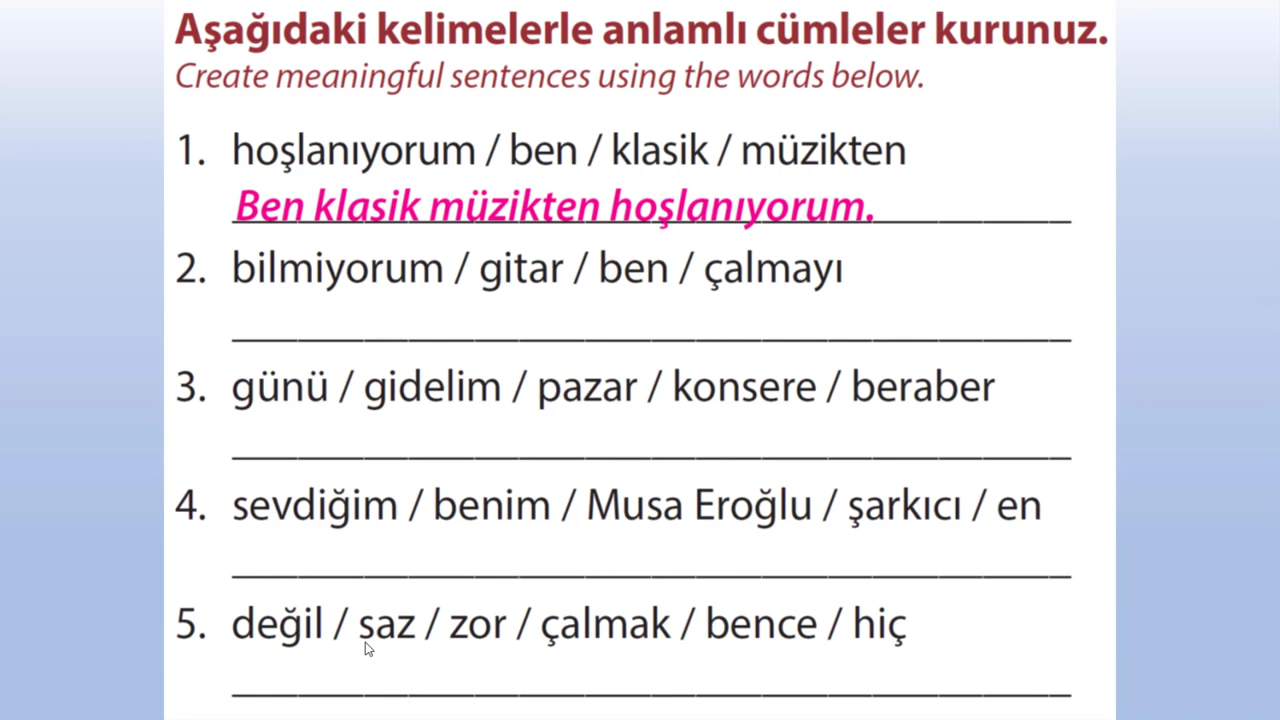 Aşağıdaki kelimelerle anlamlı cümleler kurunuz.
Create meaningful sentences using the words below.
1. hoşlanıyorum / ben / klasik / müzikten
Ben klasik müzikten hoşlanıyorum.
2. bilmiyorum / gitar / ben / çalmayı
3. günü / gidelim / pazar / konsere / beraber
4. sevdiğim / benim / Musa Eroğlu / şarkıcı / en
5. değil / saz / zor / çalmak / bence / hiç